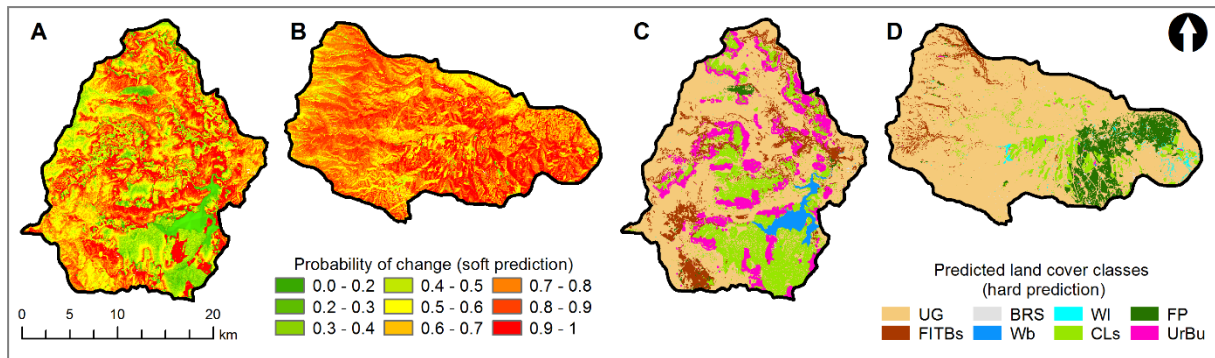 A B C D
Probability of change (soft prediction)
0.0 - 0.2 0.4 - 0.5 0.7 - 0.8
0.2 - 0.3 0.5 - 0.6 0.8 - 0.9
0.3 - 0.4 0.6 - 0.7 0.9 - 1
0 5 10 15 20
km
Predicted land cover classes
(hard prediction)
UG BRS Wl FP
FITBs Wb CLs UrBu